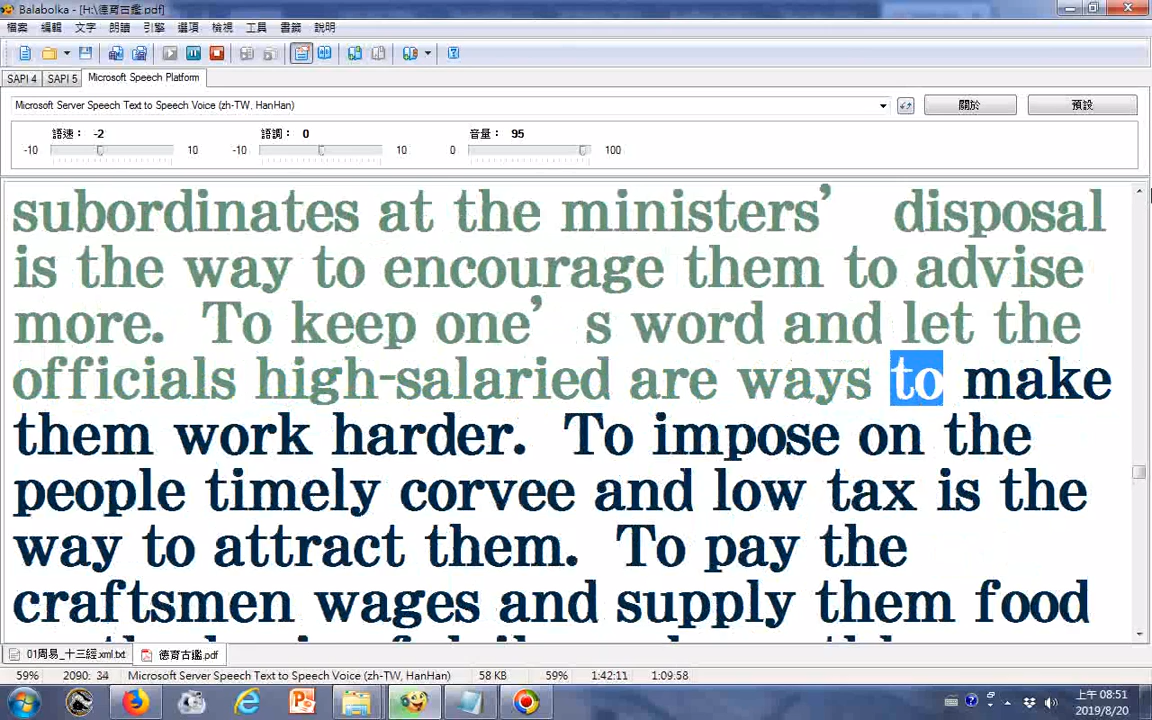 Balabolka - [H:\德育古鑑.pdf]
檔案 編輯 文字 朗讀 引擎 選項 檢視 工具 書籤 說明
SAPI 4 SAPI 5 Microsoft Speech Platform
Microsoft Server Speech Text to Speech Voice (zh-TW, HanHan) 關於 預設
語速： -2 語調： 0 音量： 95
-10 10 -10 10 0 100
subordinates at the ministers’ disposal
is the way to encourage them to advise
more. To keep one’s word and let the
officials high-salaried are ways to make
them work harder. To impose on the
people timely corvee and low tax is the
way to attract them. To pay the
craftsmen wages and supply them food
01周易_十三經.xml.txt 德育古鑑.pdf
59% 2090: 34 Microsoft Server Speech Text to Speech Voice (zh-TW, HanHan) 58 KB 59% 1:42:11 1:09:58
上午 08:51
2019/8/20